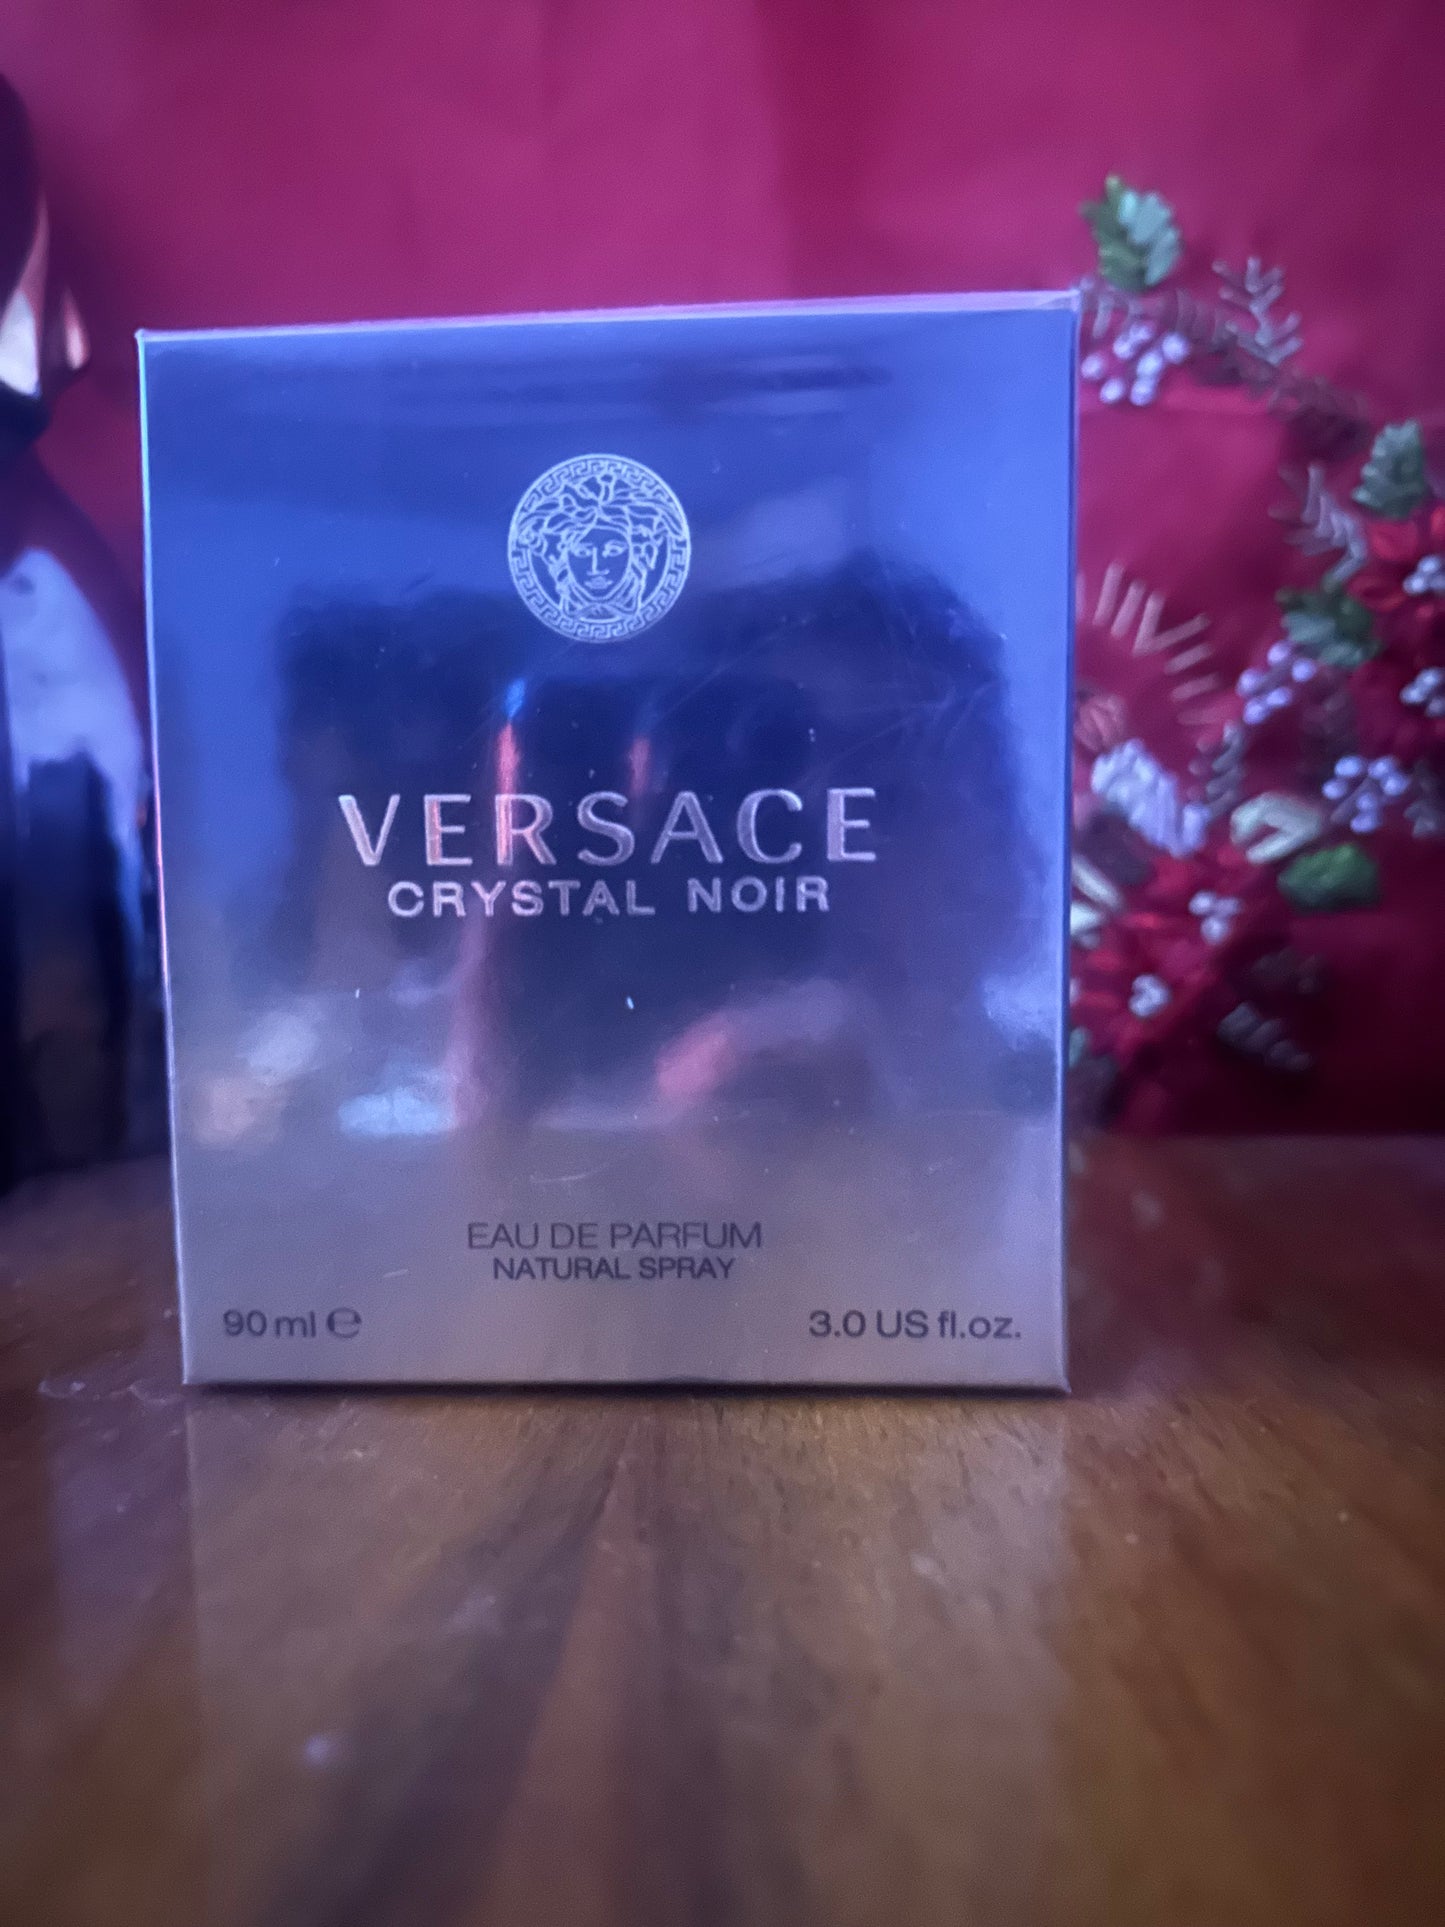 VERSACE
CRYSTAL NOIR
EAU DE PARFUM
NATURAL SPRAY
90 ml ℮
3.0 US fl.oz.